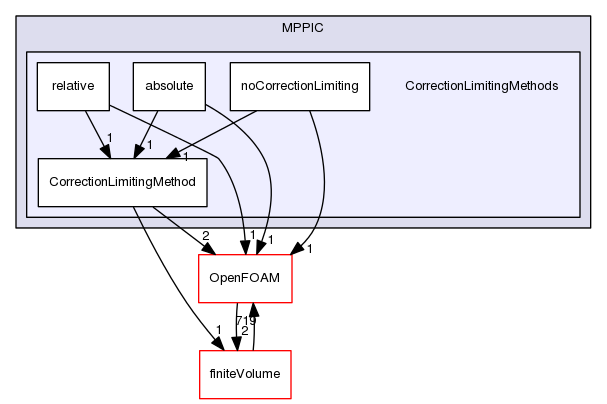 MPPIC
relative
absolute
noCorrectionLimiting
CorrectionLimitingMethods
1
1
1
CorrectionLimitingMethod
2
1
1
1
OpenFOAM
719
1
2
finiteVolume